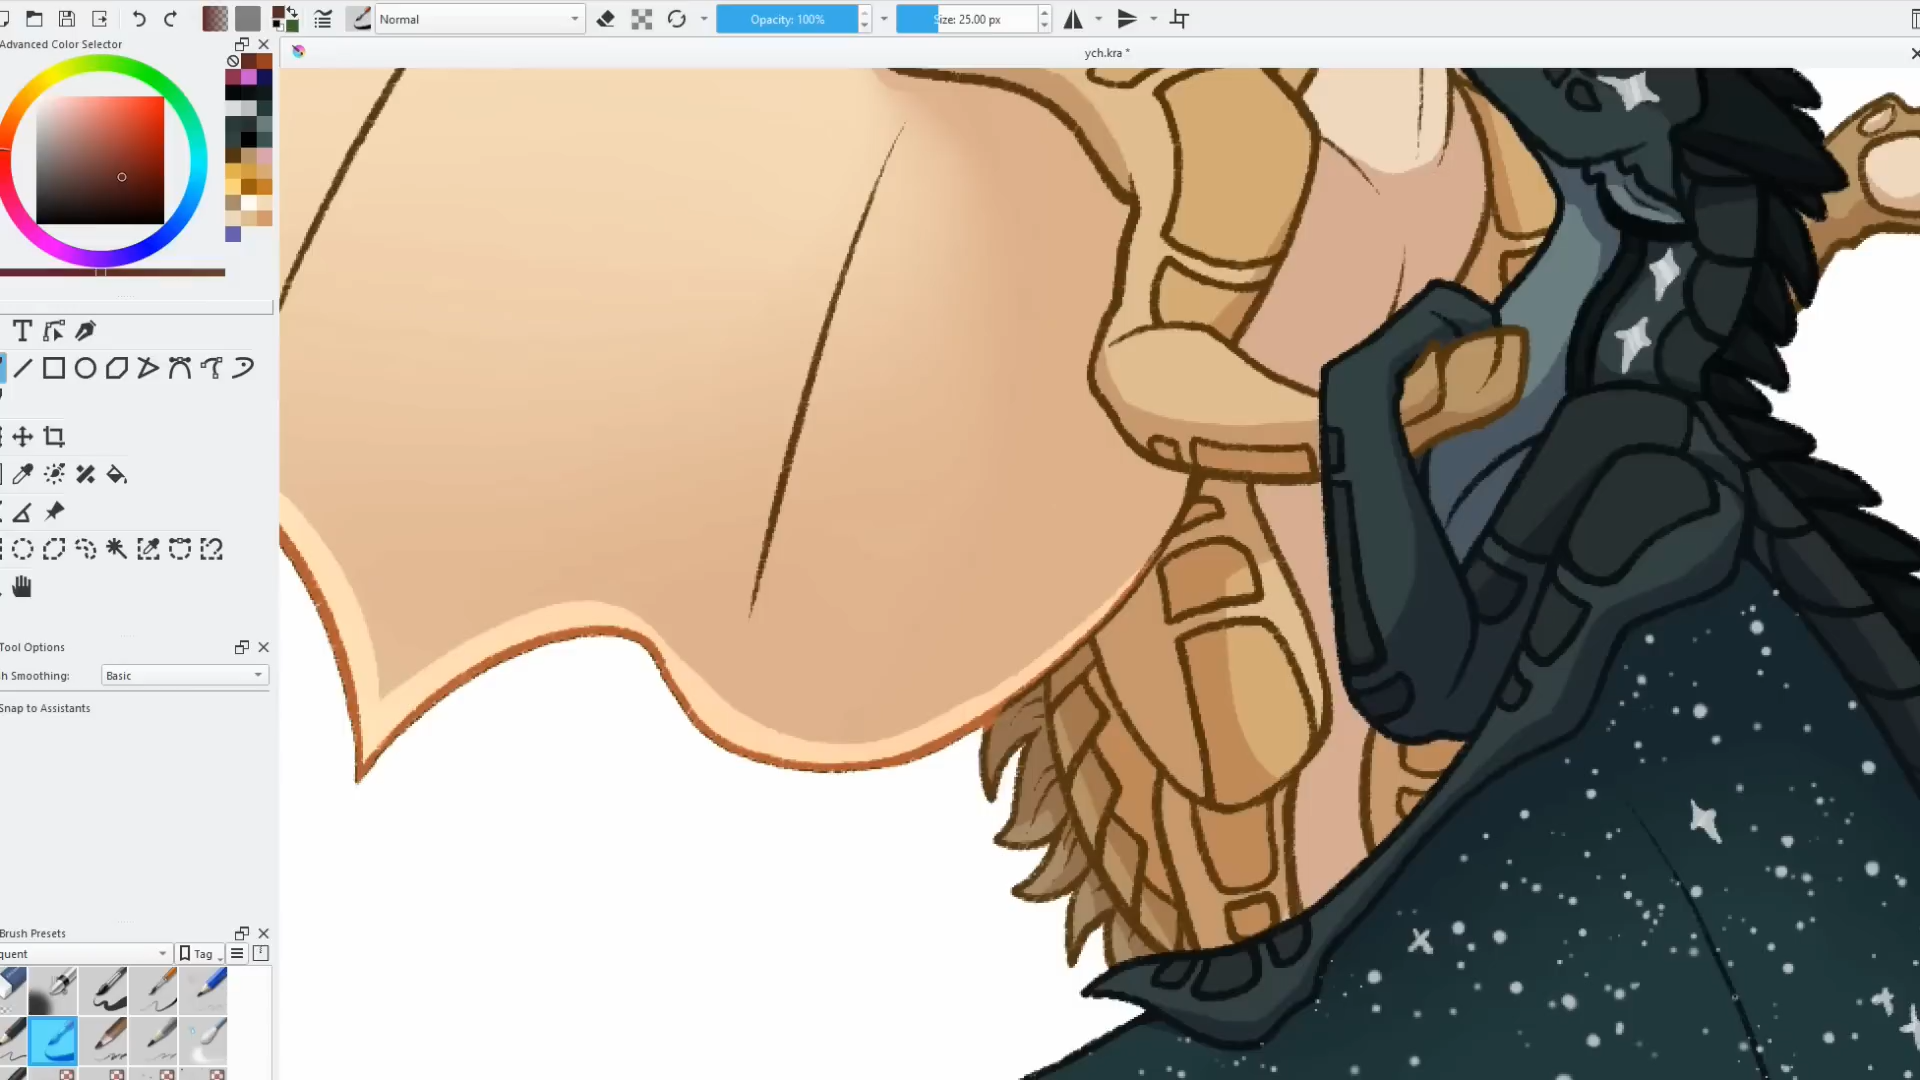 Normal
Opacity: 100%
Size: 25.00 px
Advanced Color Selector
ych.kra *
T
Tool Options
h Smoothing:
Basic
Snap to Assistants
Brush Presets
quent
Tag